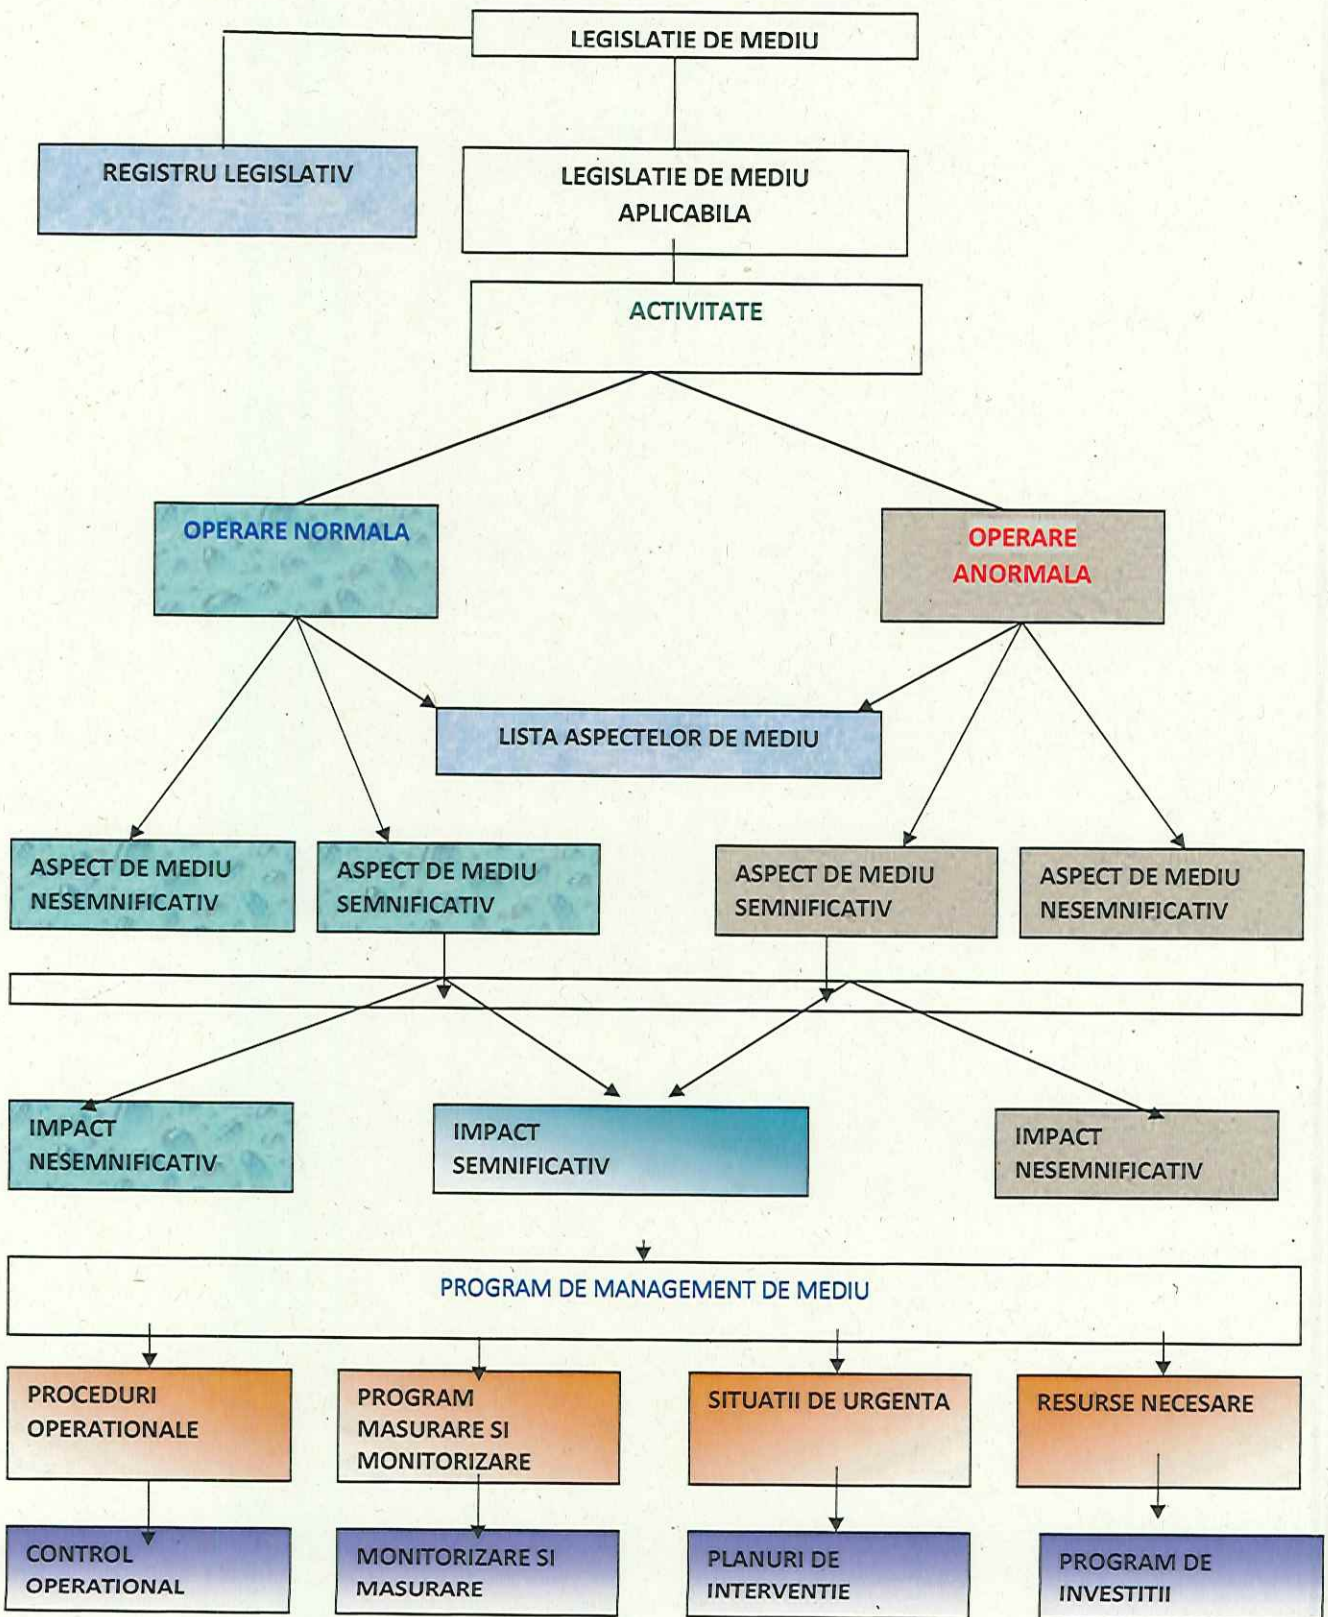 LEGISLATIE DE MEDIU
REGISTRU LEGISLATIV
LEGISLATIE DE MEDIU
APLICABILA
ACTIVITATE
OPERARE NORMALA
OPERARE
ANORMALA
LISTA ASPECTELOR DE MEDIU
ASPECT DE MEDIU
NESEMNIFICATIV
ASPECT DE MEDIU
SEMNIFICATIV
ASPECT DE MEDIU
SEMNIFICATIV
ASPECT DE MEDIU
NESEMNIFICATIV
IMPACT
NESEMNIFICATIV
IMPACT
SEMNIFICATIV
IMPACT
NESEMNIFICATIV
PROGRAM DE MANAGEMENT DE MEDIU
PROCEDURI
OPERATIONALE
PROGRAM
MASURARE SI
MONITORIZARE
SITUATII DE URGENTA
RESURSE NECESARE
CONTROL
OPERATIONAL
MONITORIZARE SI
MASURARE
PLANURI DE
INTERVENTIE
PROGRAM DE
INVESTITII